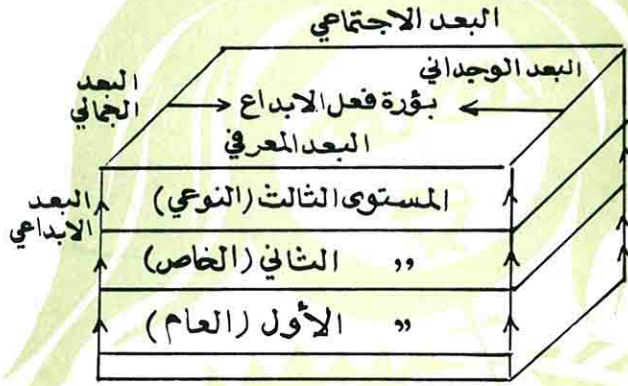 البعد الاجتماعي
البعد الوجداني
بؤرة فعل الابداع
البعد الجمالي
البعد المعرفي
المستوى الثالث (النوعي)
البعد الابداعي
” الثاني (الخاص)
” الأول (العام)